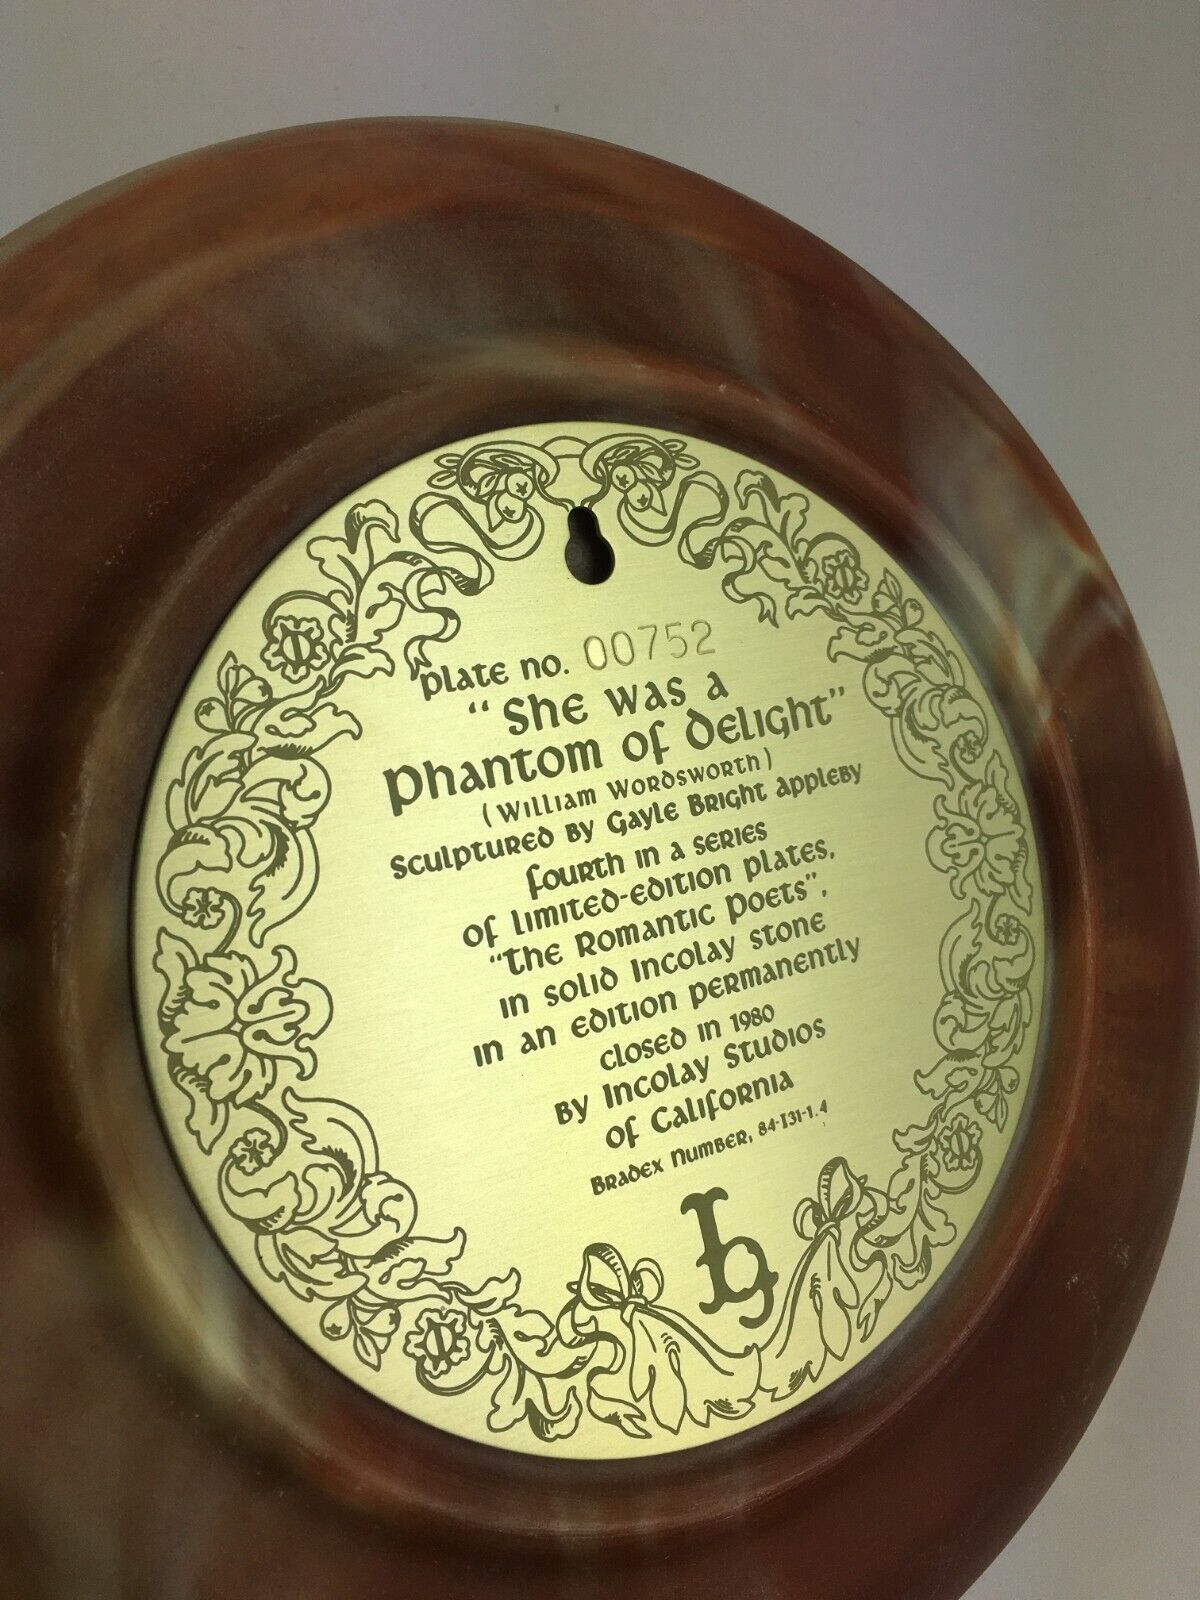 plate no. 00752
"She was a
phantom of delight"
(William Wordsworth)
sculptured by Gayle Bright Appleby
fourth in a series
of limited-edition plates,
"The Romantic Poets",
in solid Incolay stone
in an edition permanently
closed in 1980
by Incolay Studios
of California
Bradex Number, 84-I31-1.4